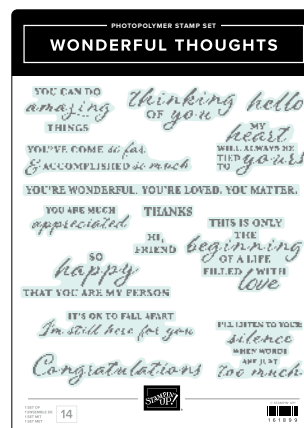 PHOTOPOLYMER STAMP SET
WONDERFUL THOUGHTS
YOU CAN DO
amazing
THINGS
thinking
OF you
hello
MY
heart
WILL ALWAYS BE
TIED
TO yours
YOU'VE COME so far
& ACCOMPLISHED so much
YOU'RE WONDERFUL. YOU'RE LOVED. YOU MATTER.
YOU ARE MUCH
appreciated
THANKS
HI,
FRIEND
THIS IS ONLY
THE
beginning
OF A LIFE
FILLED WITH
love
SO
happy
THAT YOU ARE MY PERSON
IT'S ON TO FALL APART
I'm still here for you
I'LL LISTEN TO YOUR
silence
WHEN WORDS
ARE JUST
too much
Congratulations
STAMPIN' UP!
14
© STAMPIN' UP!
161899